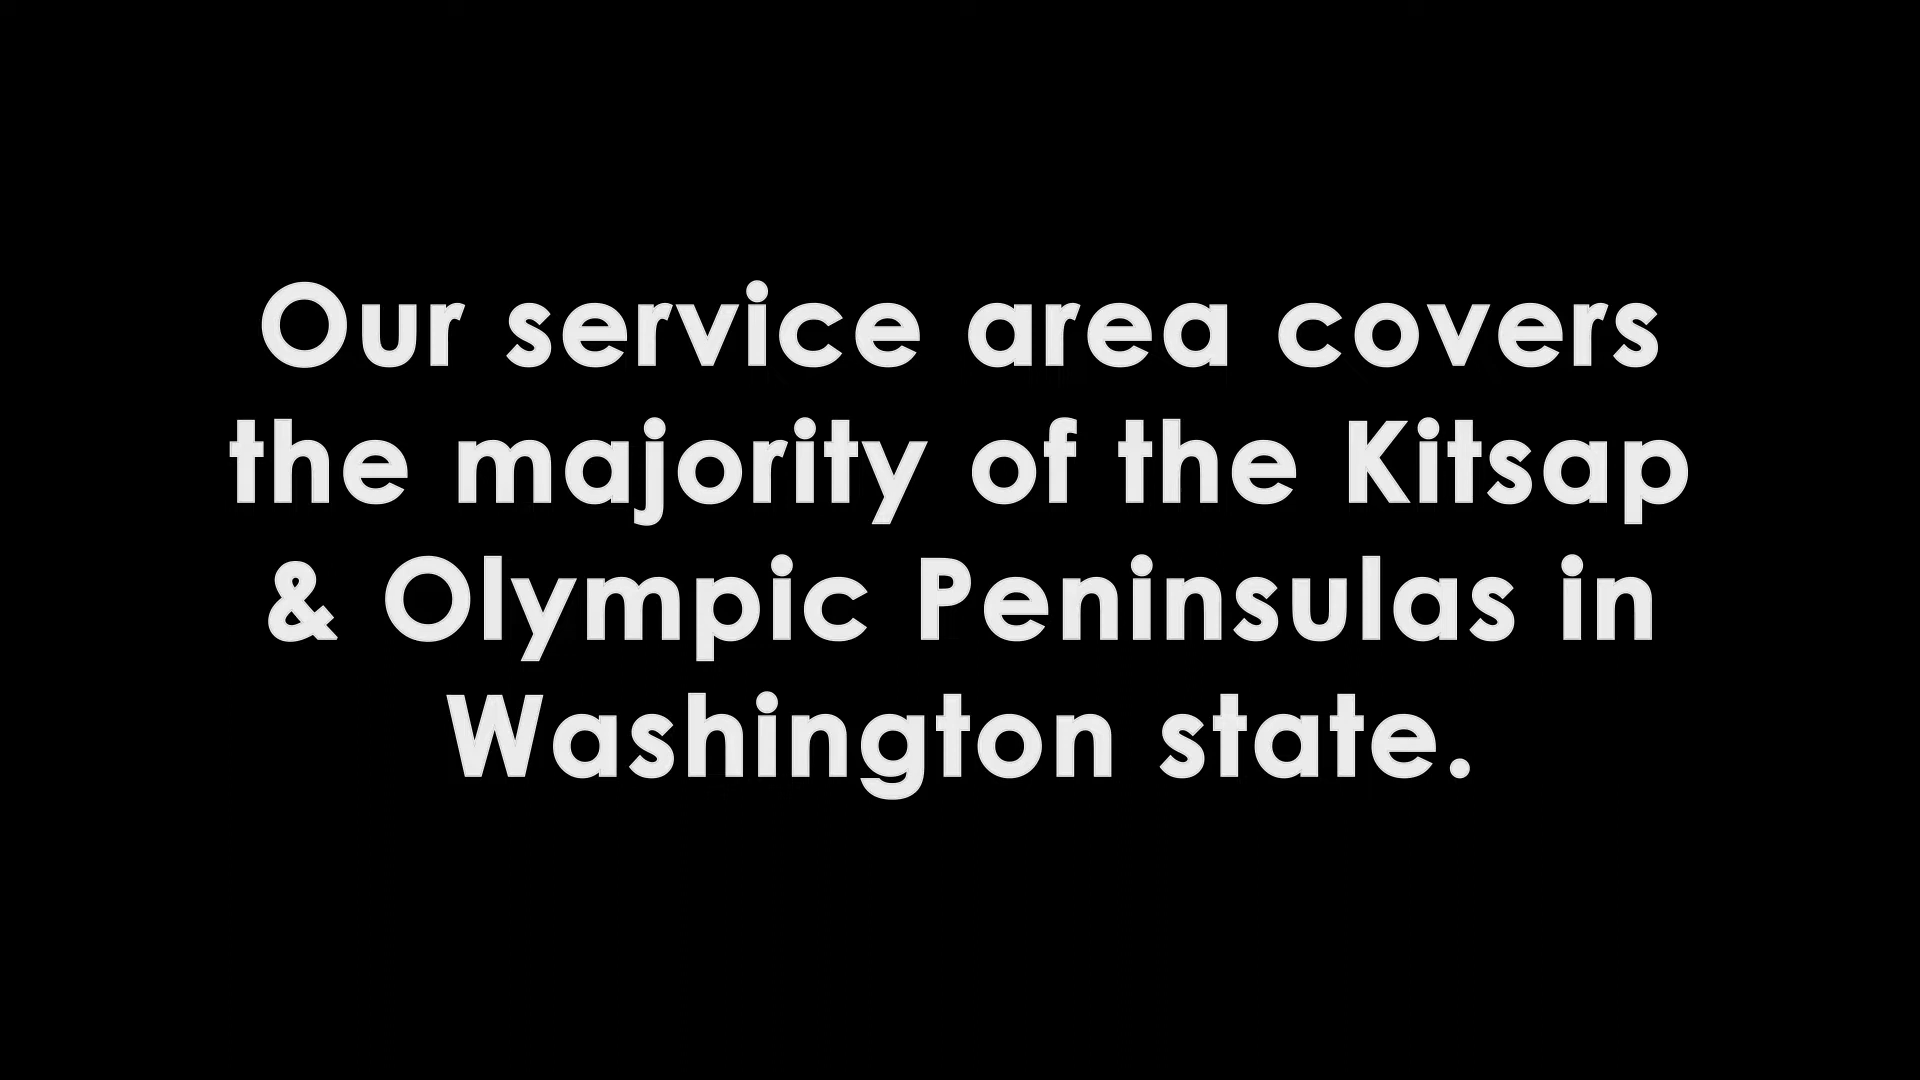 Our service area covers
the majority of the Kitsap
& Olympic Peninsulas in
Washington state.